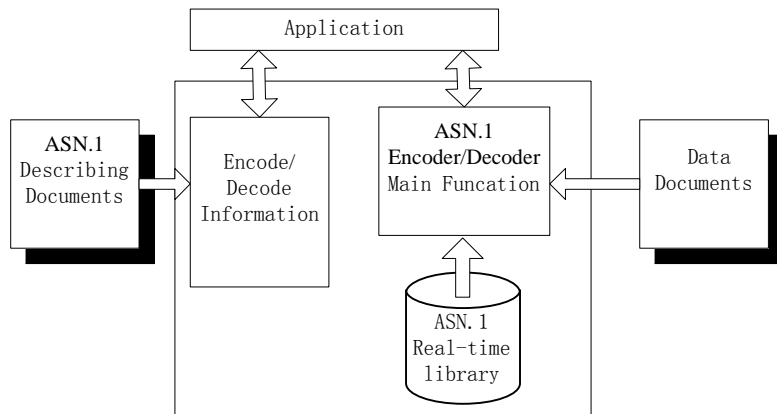 Application
ASN.1
Describing
Documents
Encode/
Decode
Information
ASN.1
Encoder/Decoder
Main Funcation
Data
Documents
ASN.1
Real-time
library